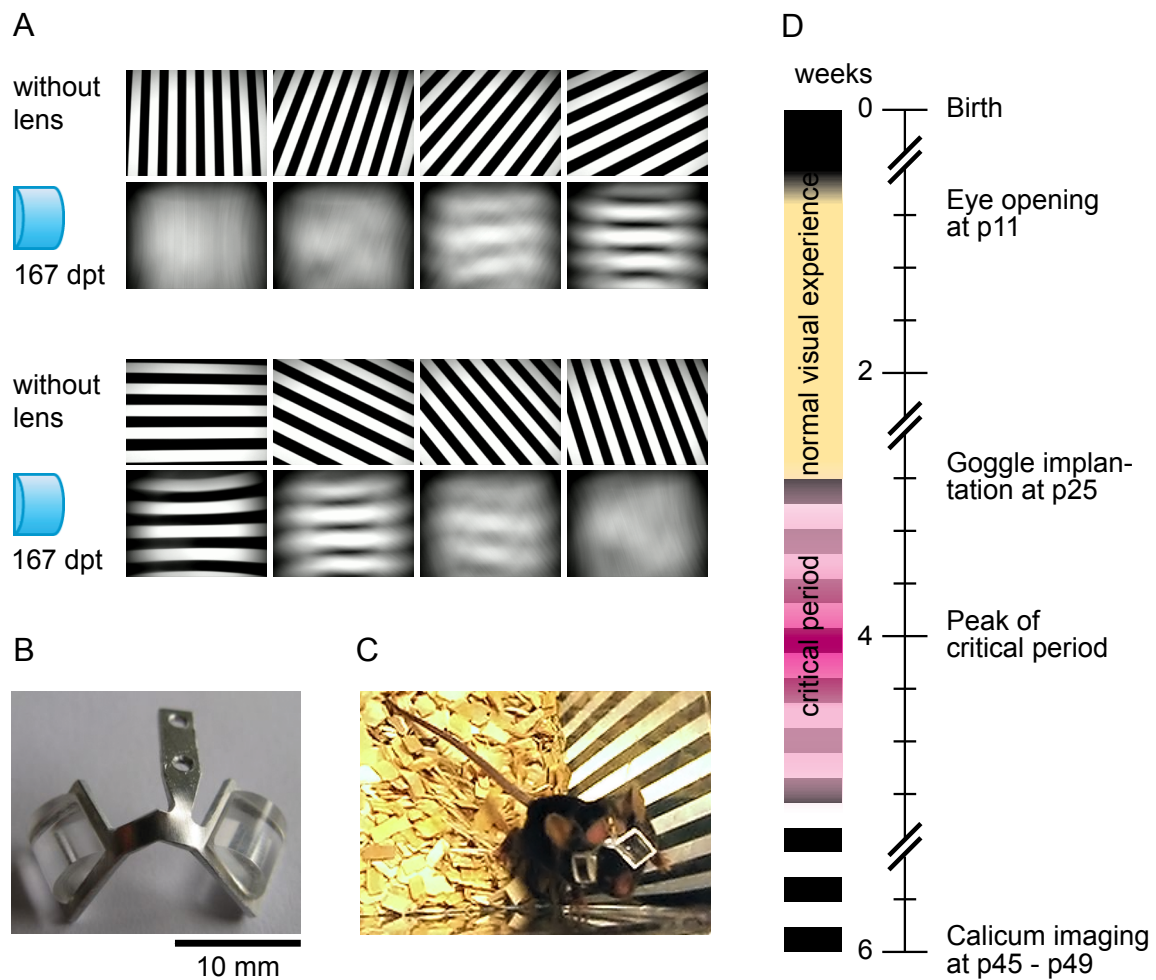 A
without
lens
167 dpt
without
lens
167 dpt
B
10 mm
C
D
weeks
0
Birth
Eye opening
at p11
normal visual experience
2
Goggle implan-
tation at p25
critical period
4
Peak of
critical period
6
Calicum imaging
at p45 - p49